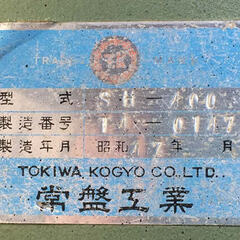 TRADE MARK
型式 SH-400
製造番号 TA-0147
製造年月 昭和47年 月
TOKIWA KOGYO CO., LTD.
常盤工業